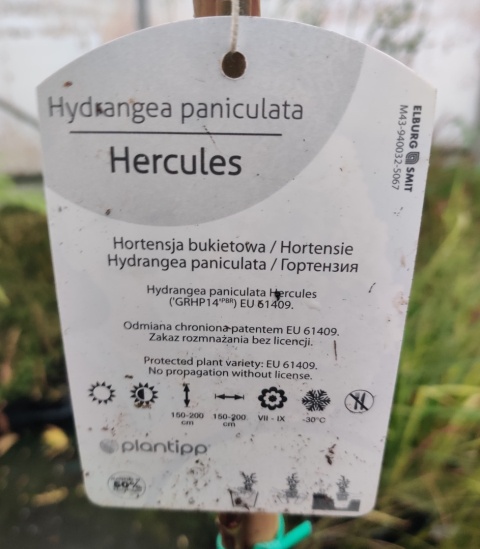 Hydrangea paniculata
Hercules
ELBURG SMIT
M43-940032-5067
Hortensja bukietowa / Hortensie
Hydrangea paniculata / Гортензия
Hydrangea paniculata Hercules
('GRHP14'ᴾᴮᴿ) EU 61409.
Odmiana chroniona patentem EU 61409.
Zakaz rozmnażania bez licencji.
Protected plant variety: EU 61409.
No propagation without license.
150-200 cm
150-200 cm
VII - IX
-30°C
plantipp